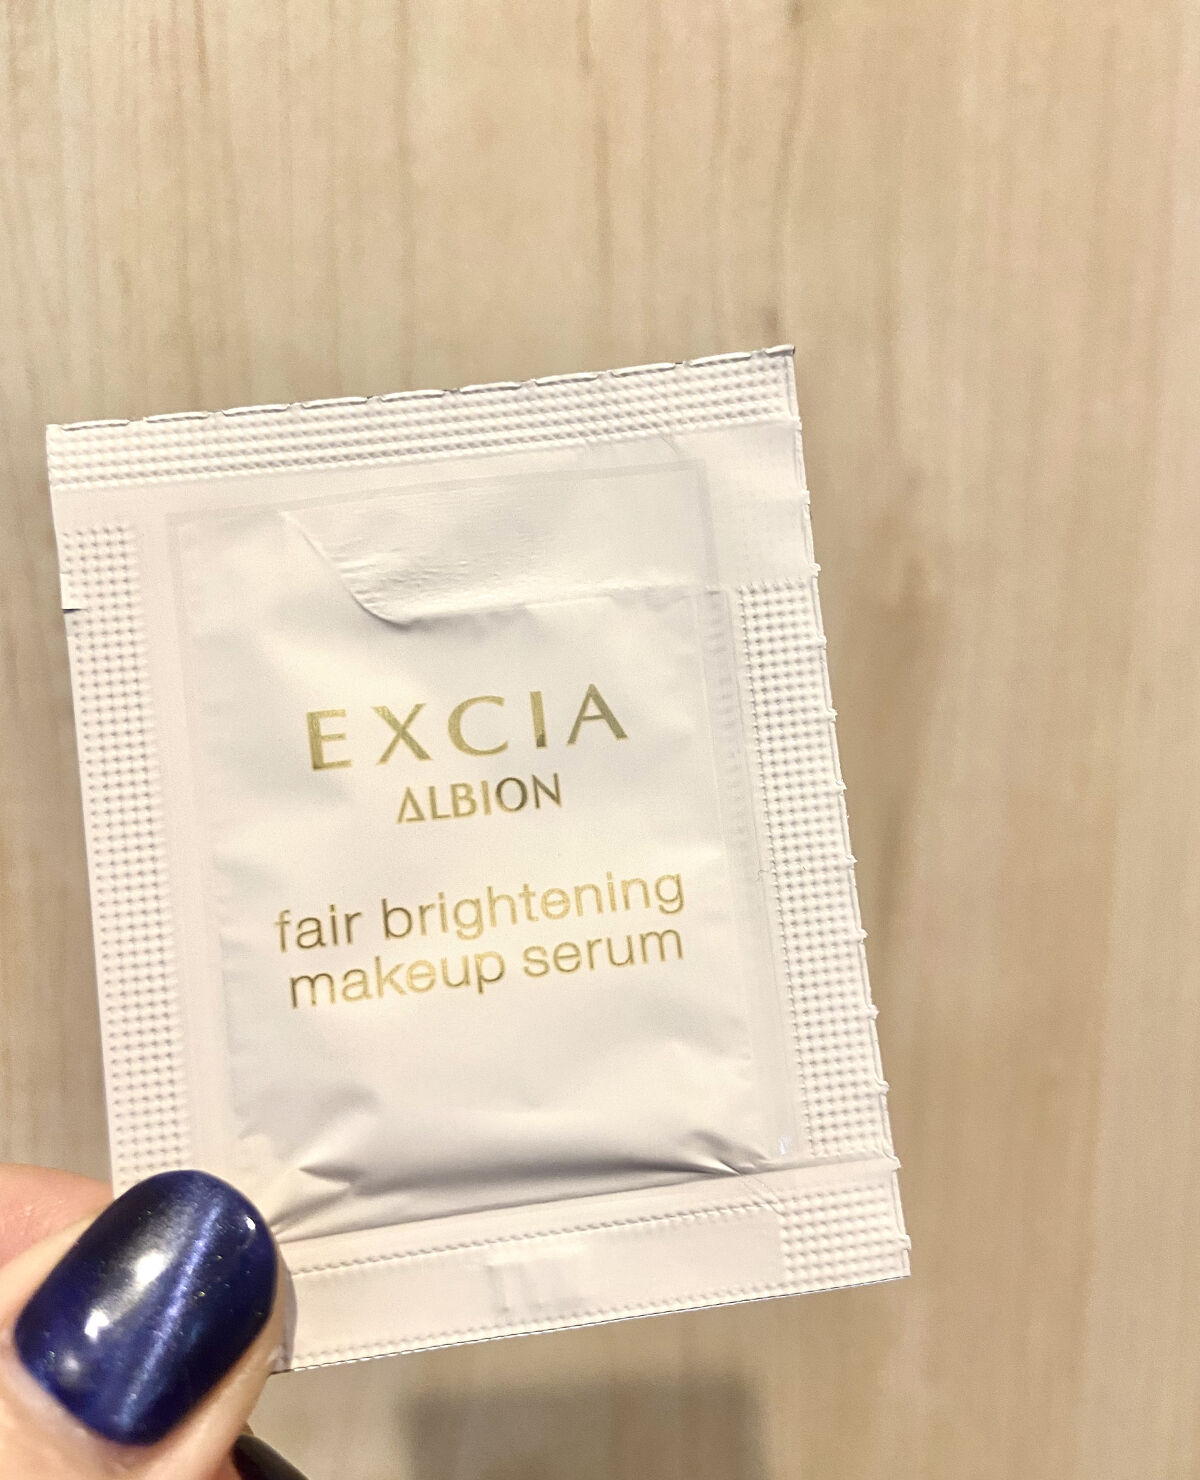 EXCIA
ALBION
fair brightening
makeup serum